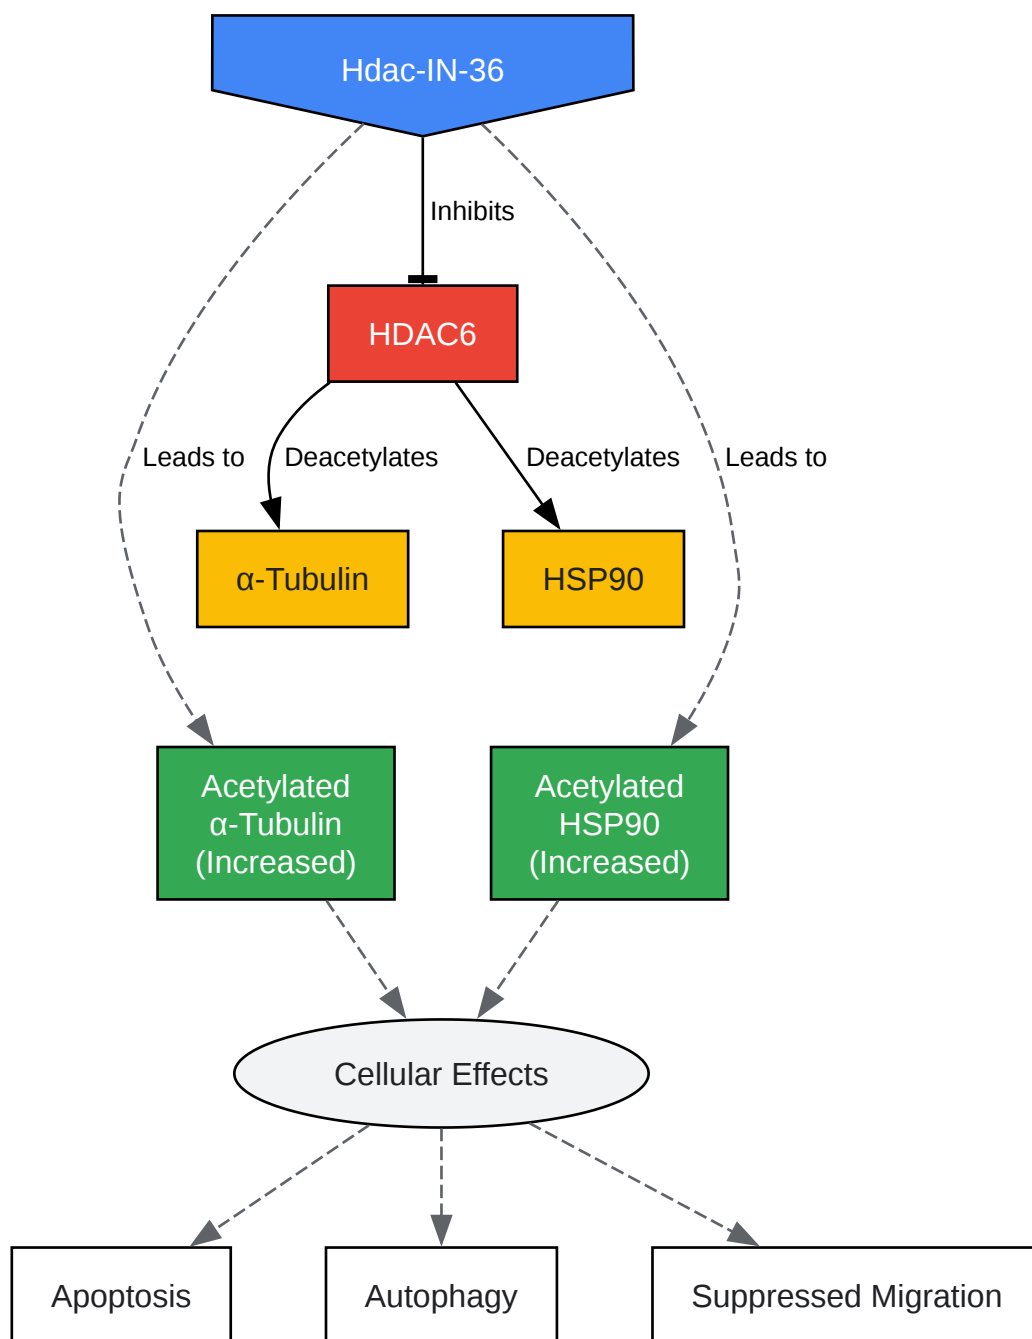 Hdac-IN-36
Inhibits
HDAC6
Leads to
Deacetylates
Deacetylates
Leads to
α-Tubulin
HSP90
Acetylated
α-Tubulin
(Increased)
Acetylated
HSP90
(Increased)
Cellular Effects
Apoptosis
Autophagy
Suppressed Migration